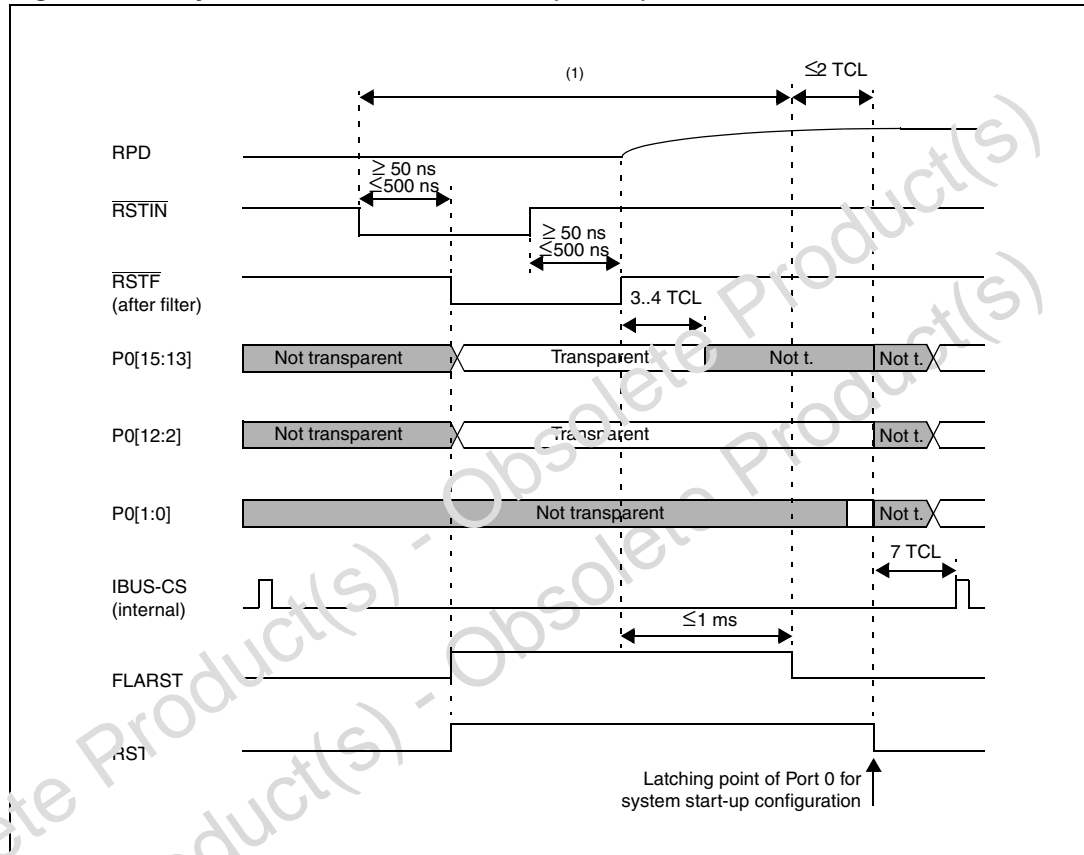 (1)
≤2 TCL
RPD
≥ 50 ns
≤500 ns
RSTIN
≥ 50 ns
≤500 ns
RSTF
(after filter)
3..4 TCL
P0[15:13]
Not transparent
Transparent
Not t.
Not t.
P0[12:2]
Not transparent
Transparent
Not t.
P0[1:0]
Not transparent
Not t.
7 TCL
IBUS-CS
(internal)
≤1 ms
FLARST
RST
Latching point of Port 0 for
system start-up configuration
Obsolete Product(s) - Obsolete Product(s)
Obsolete Product(s) - Obsolete Product(s)